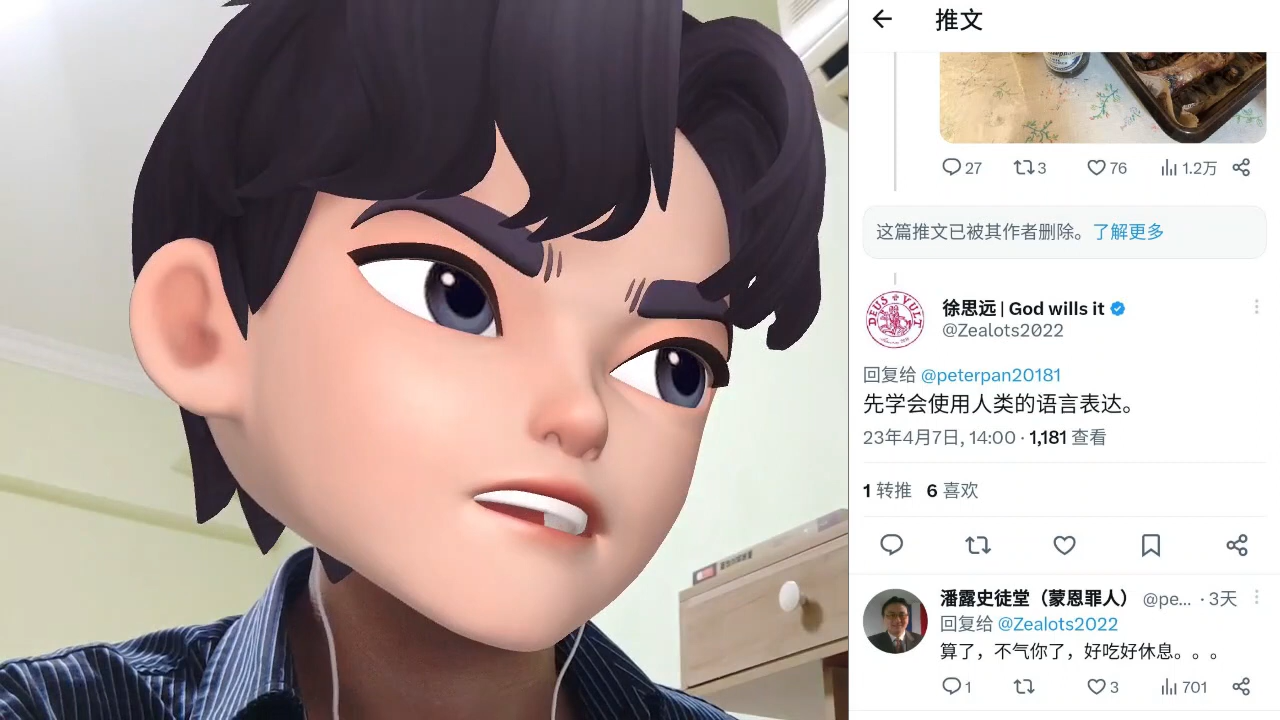 推文
27
3
76
1.2万
这篇推文已被其作者删除。了解更多
DEUS VULT
徐思远 | God wills it
@Zealots2022
回复给 @peterpan20181
先学会使用人类的语言表达。
23年4月7日, 14:00 · 1,181 查看
1 转推 6 喜欢
潘露史徒堂（蒙恩罪人） @pe... · 3天
回复给 @Zealots2022
算了，不气你了，好吃好休息。。。
1
3
701